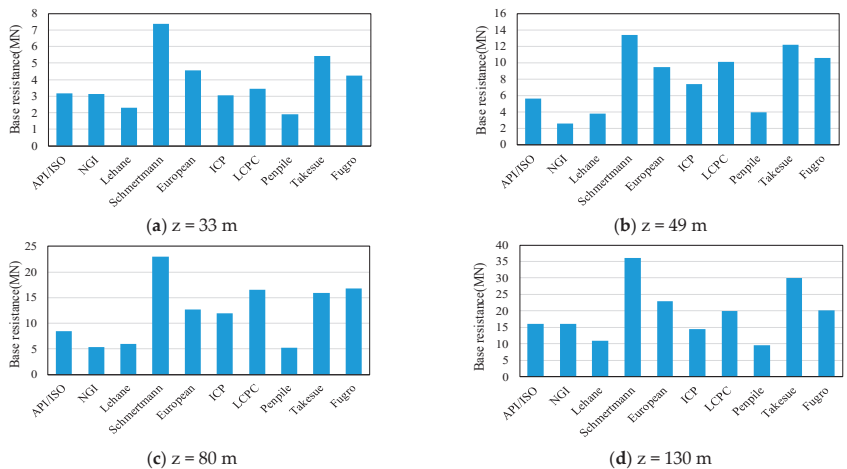 Base resistance(MN)
8
7
6
5
4
3
2
1
0
API/ISO
NGI
Lehane
Schmertmann
European
ICP
LCPC
Penpile
Takesue
Fugro
(a) z = 33 m
Base resistance(MN)
16
14
12
10
8
6
4
2
0
API/ISO
NGI
Lehane
Schmertmann
European
ICP
LCPC
Penpile
Takesue
Fugro
(b) z = 49 m
Base resistance(MN)
25
20
15
10
5
0
API/ISO
NGI
Lehane
Schmertmann
European
ICP
LCPC
Penpile
Takesue
Fugro
(c) z = 80 m
Base resistance(MN)
40
35
30
25
20
15
10
5
0
API/ISO
NGI
Lehane
Schmertmann
European
ICP
LCPC
Penpile
Takesue
Fugro
(d) z = 130 m